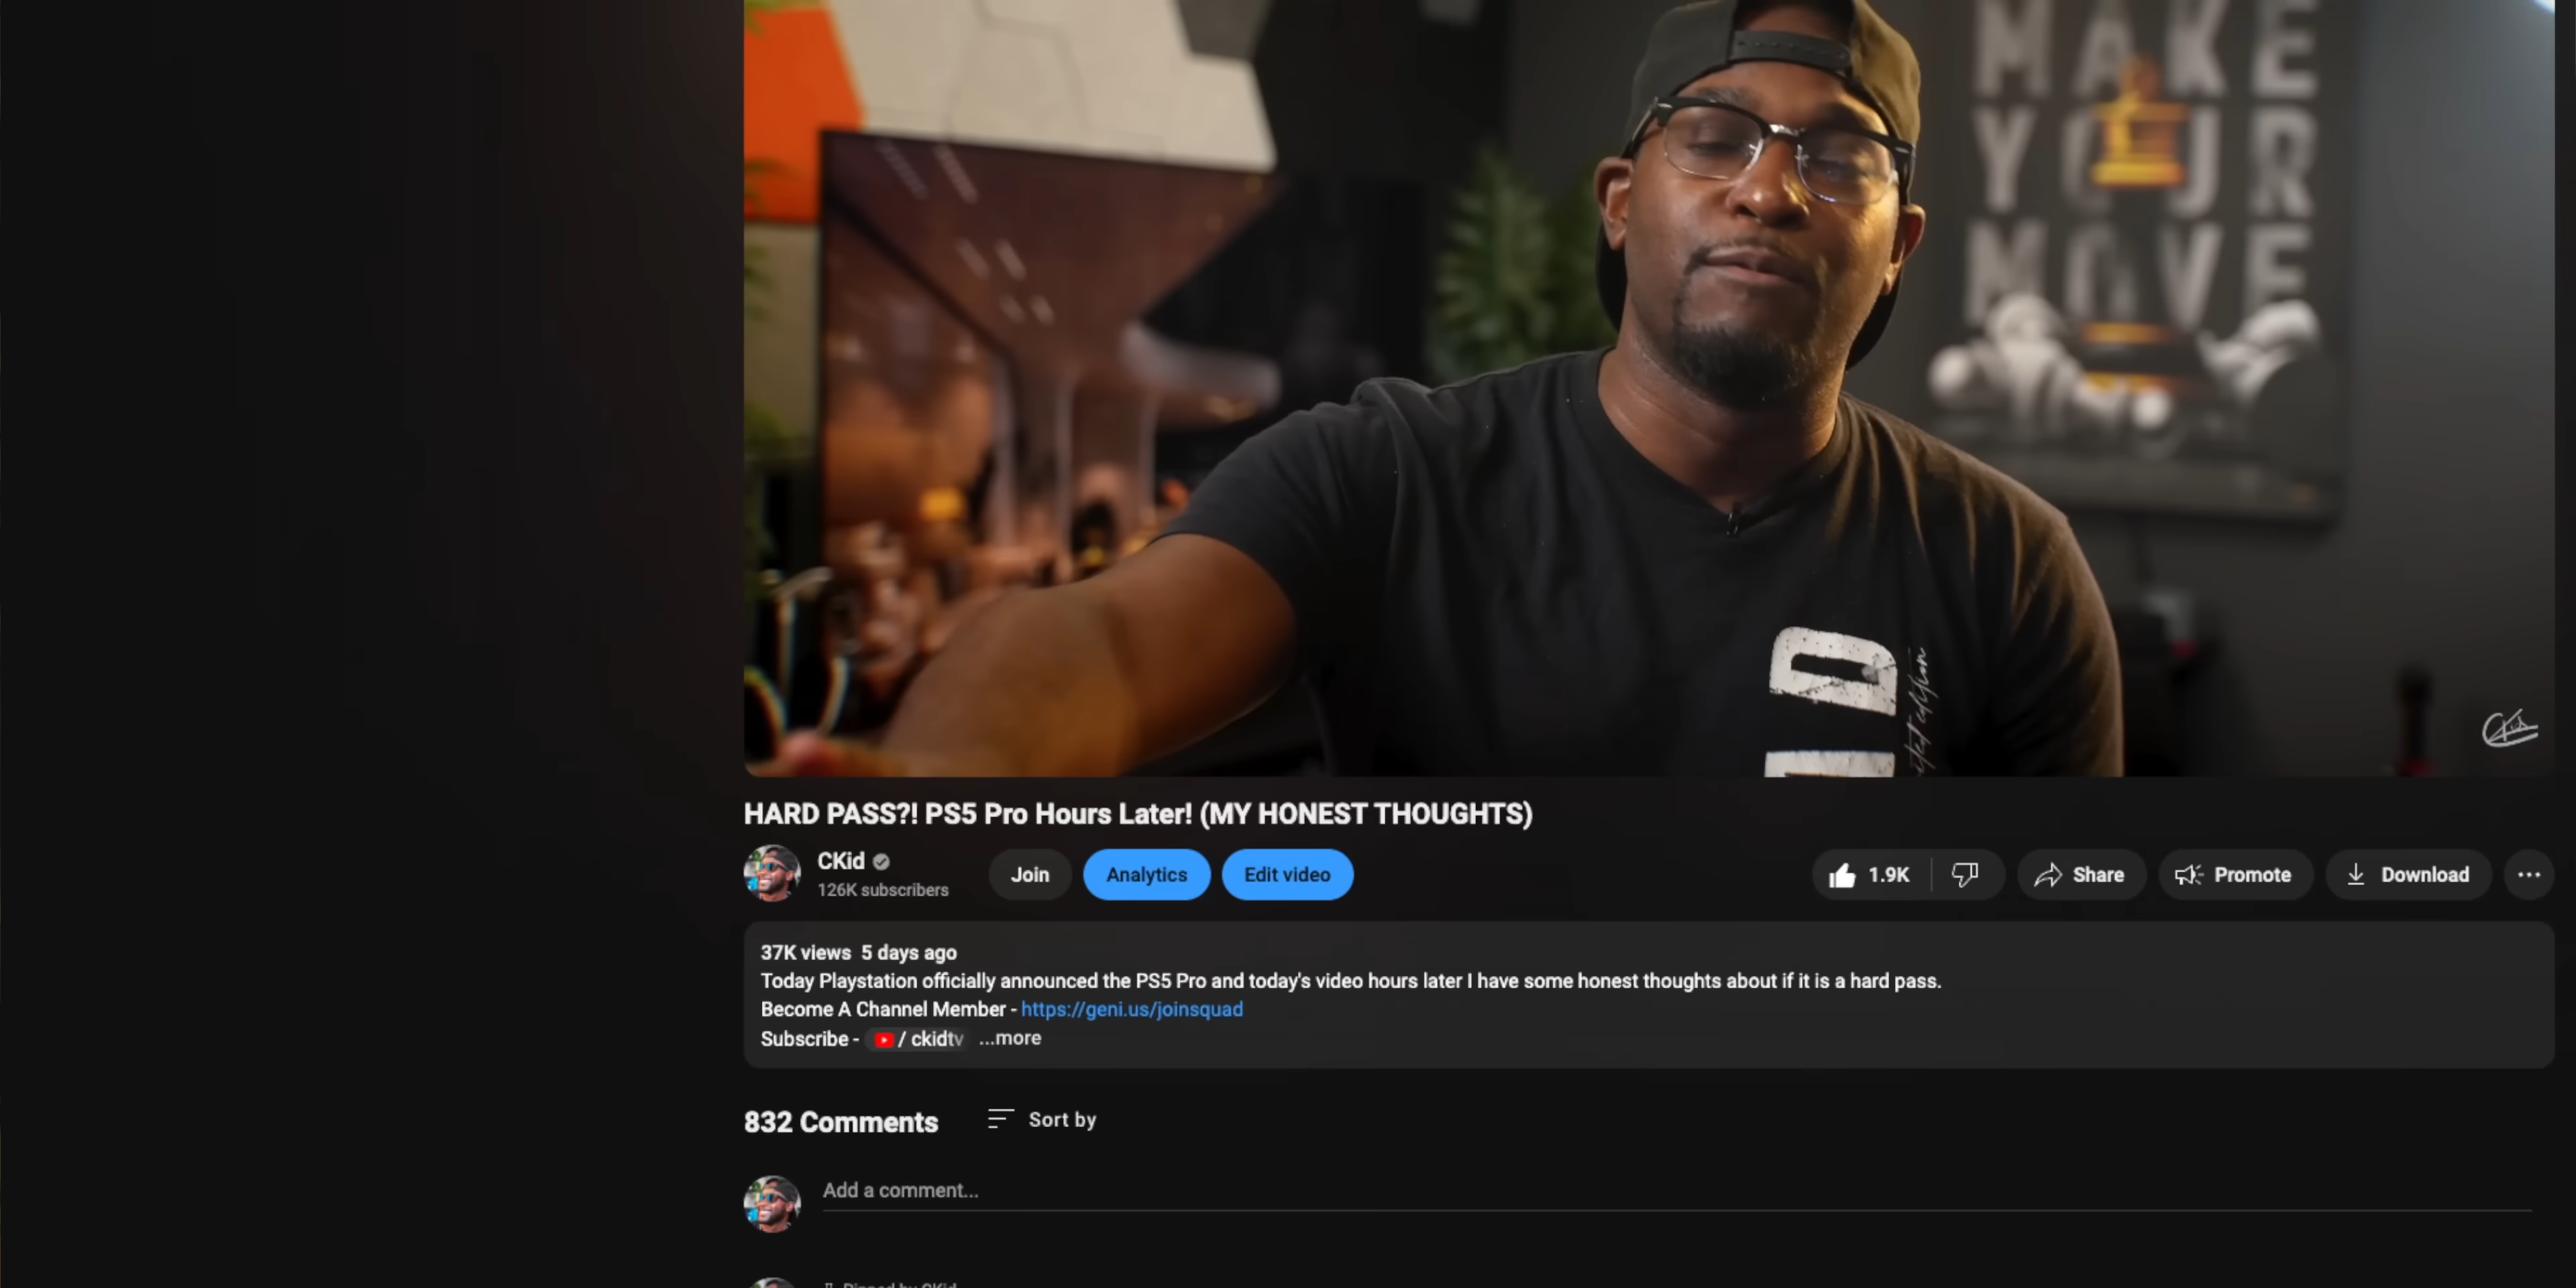 MAKE
YOUR
MOVE
HARD PASS?! PS5 Pro Hours Later! (MY HONEST THOUGHTS)
CKid
126K subscribers
Join
Analytics
Edit video
1.9K
Share
Promote
Download
37K views 5 days ago
Today Playstation officially announced the PS5 Pro and today's video hours later I have some honest thoughts about if it is a hard pass.
Become A Channel Member - https://geni.us/joinsquad
Subscribe - / ckidtv ...more
832 Comments
Sort by
Add a comment...
Pinned by CKid